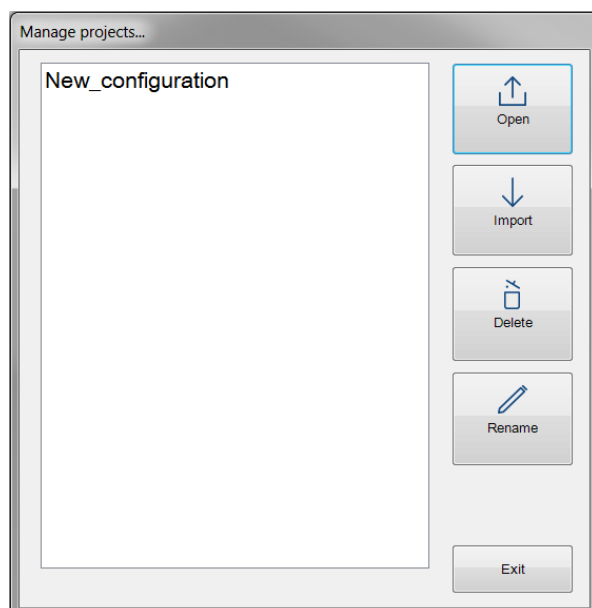 Manage projects...
New_configuration
Open
Import
Delete
Rename
Exit